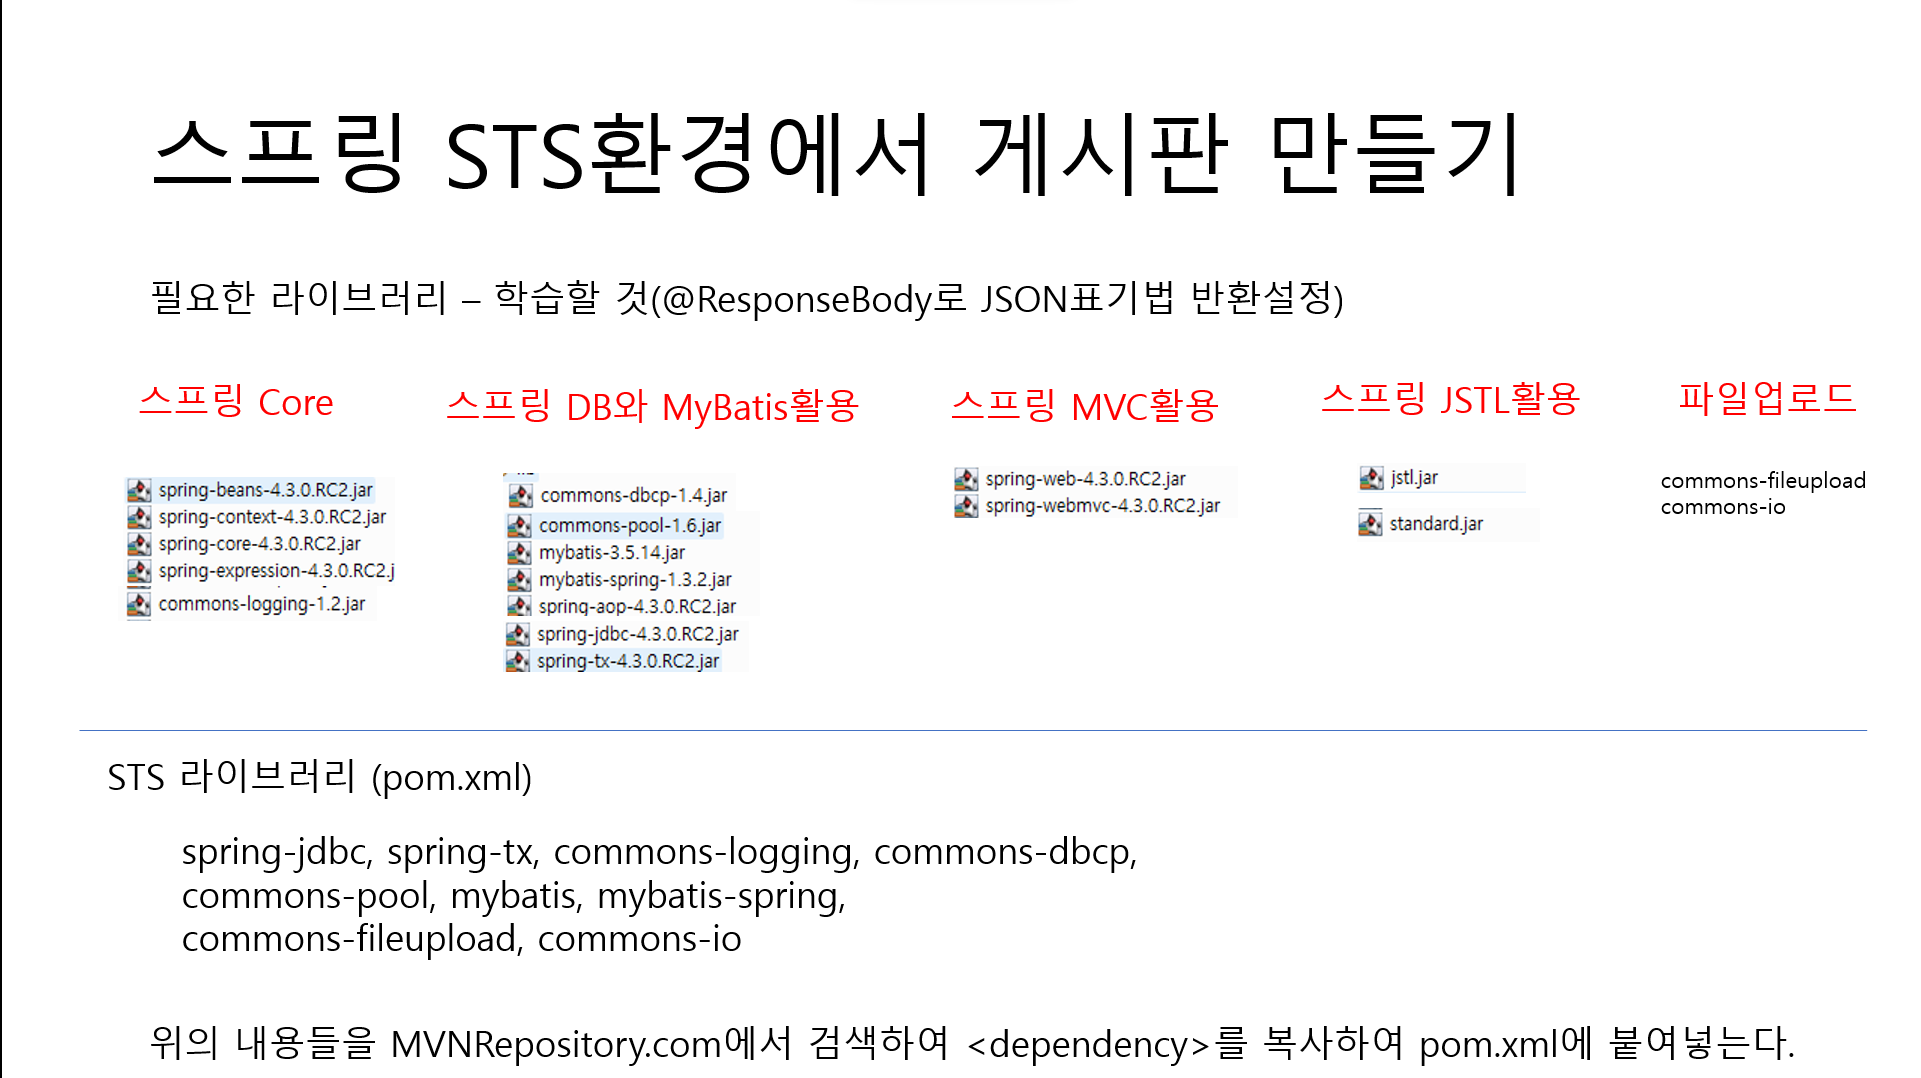 스프링 STS환경에서 게시판 만들기
필요한 라이브러리 – 학습할 것(@ResponseBody로 JSON표기법 반환설정)
스프링 Core
spring-beans-4.3.0.RC2.jar
spring-context-4.3.0.RC2.jar
spring-core-4.3.0.RC2.jar
spring-expression-4.3.0.RC2.j
commons-logging-1.2.jar
스프링 DB와 MyBatis활용
commons-dbcp-1.4.jar
commons-pool-1.6.jar
mybatis-3.5.14.jar
mybatis-spring-1.3.2.jar
spring-aop-4.3.0.RC2.jar
spring-jdbc-4.3.0.RC2.jar
spring-tx-4.3.0.RC2.jar
스프링 MVC활용
spring-web-4.3.0.RC2.jar
spring-webmvc-4.3.0.RC2.jar
스프링 JSTL활용
jstl.jar
standard.jar
파일업로드
commons-fileupload
commons-io
STS 라이브러리 (pom.xml)
spring-jdbc, spring-tx, commons-logging, commons-dbcp,
commons-pool, mybatis, mybatis-spring,
commons-fileupload, commons-io
위의 내용들을 MVNRepository.com에서 검색하여 <dependency>를 복사하여 pom.xml에 붙여넣는다.